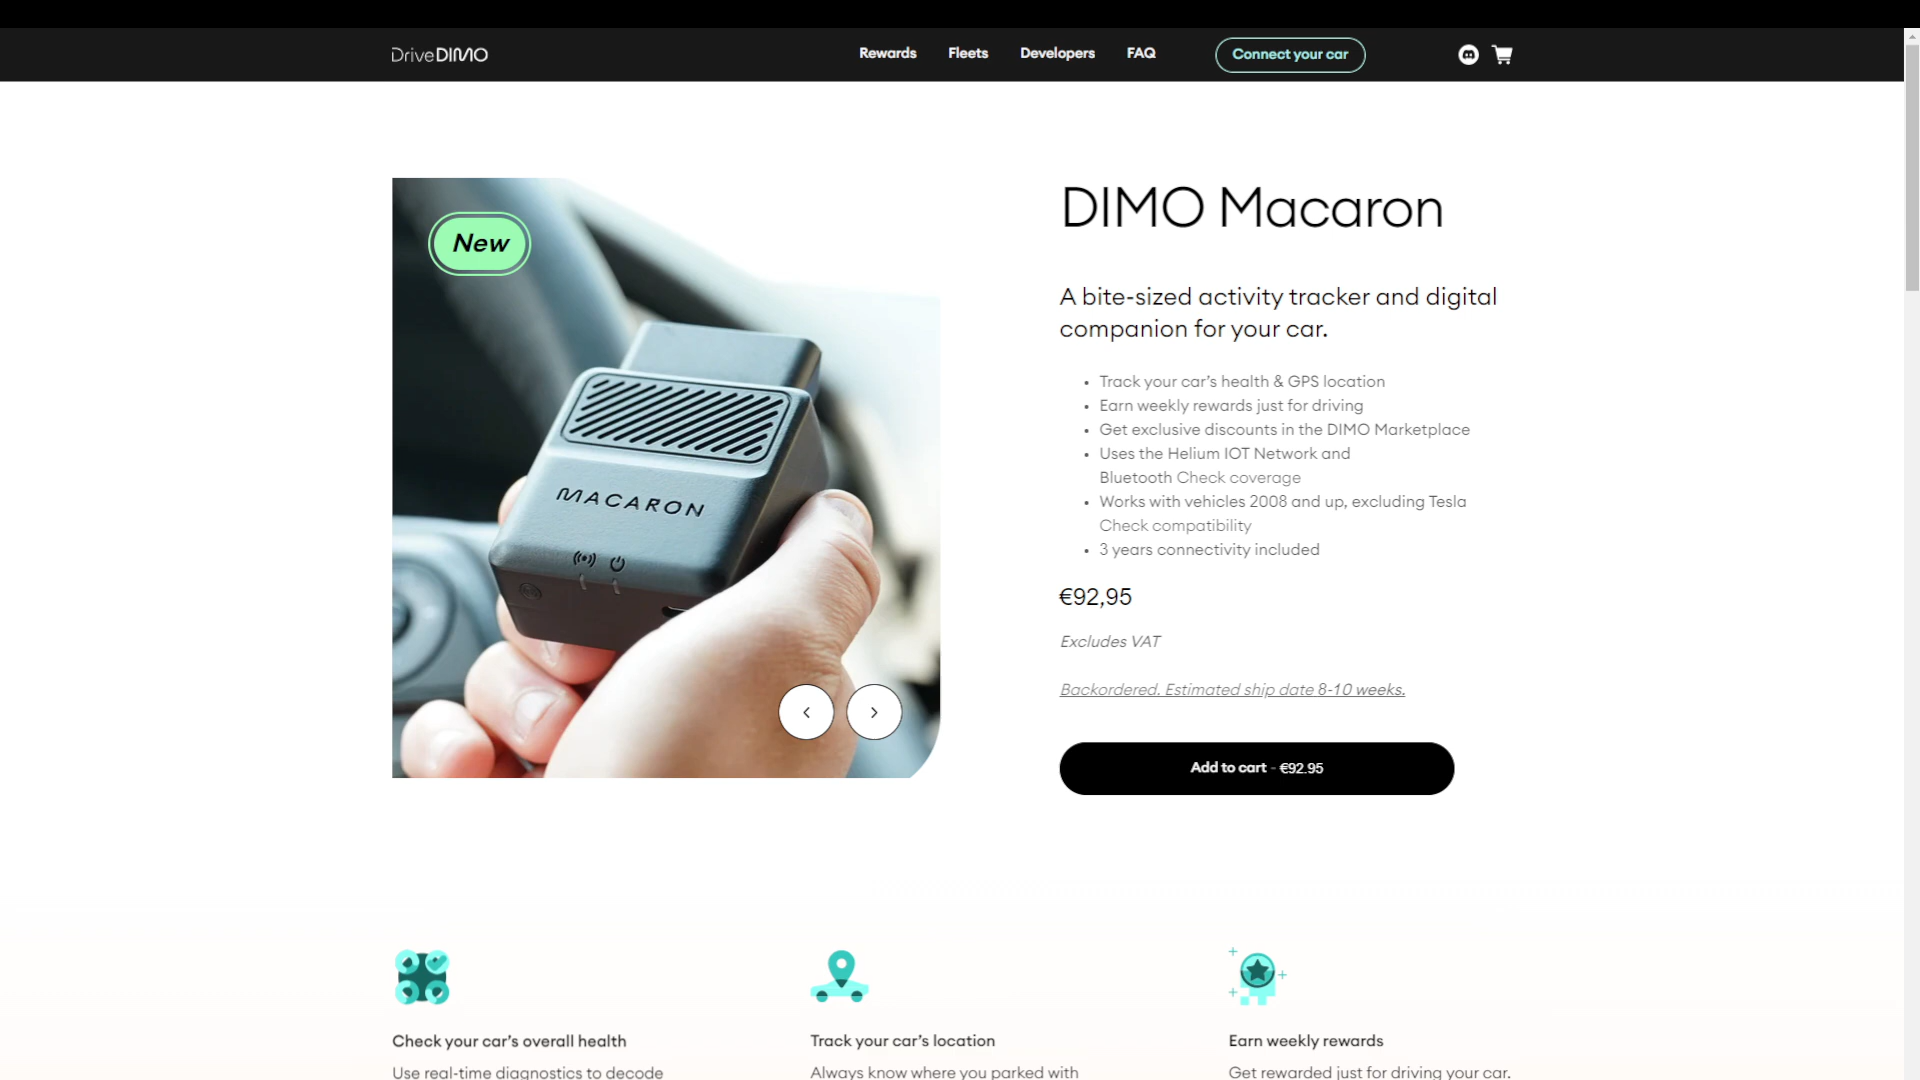 DriveDIMO
Rewards
Fleets
Developers
FAQ
Connect your car
New
MACARON
DIMO Macaron
A bite-sized activity tracker and digital
companion for your car.
• Track your car's health & GPS location
• Earn weekly rewards just for driving
• Get exclusive discounts in the DIMO Marketplace
• Uses the Helium IOT Network and
Bluetooth Check coverage
• Works with vehicles 2008 and up, excluding Tesla
Check compatibility
• 3 years connectivity included
€92,95
Excludes VAT
Backordered. Estimated ship date 8-10 weeks.
Add to cart - €92.95
Check your car's overall health
Use real-time diagnostics to decode
Track your car's location
Always know where you parked with
Earn weekly rewards
Get rewarded just for driving your car.